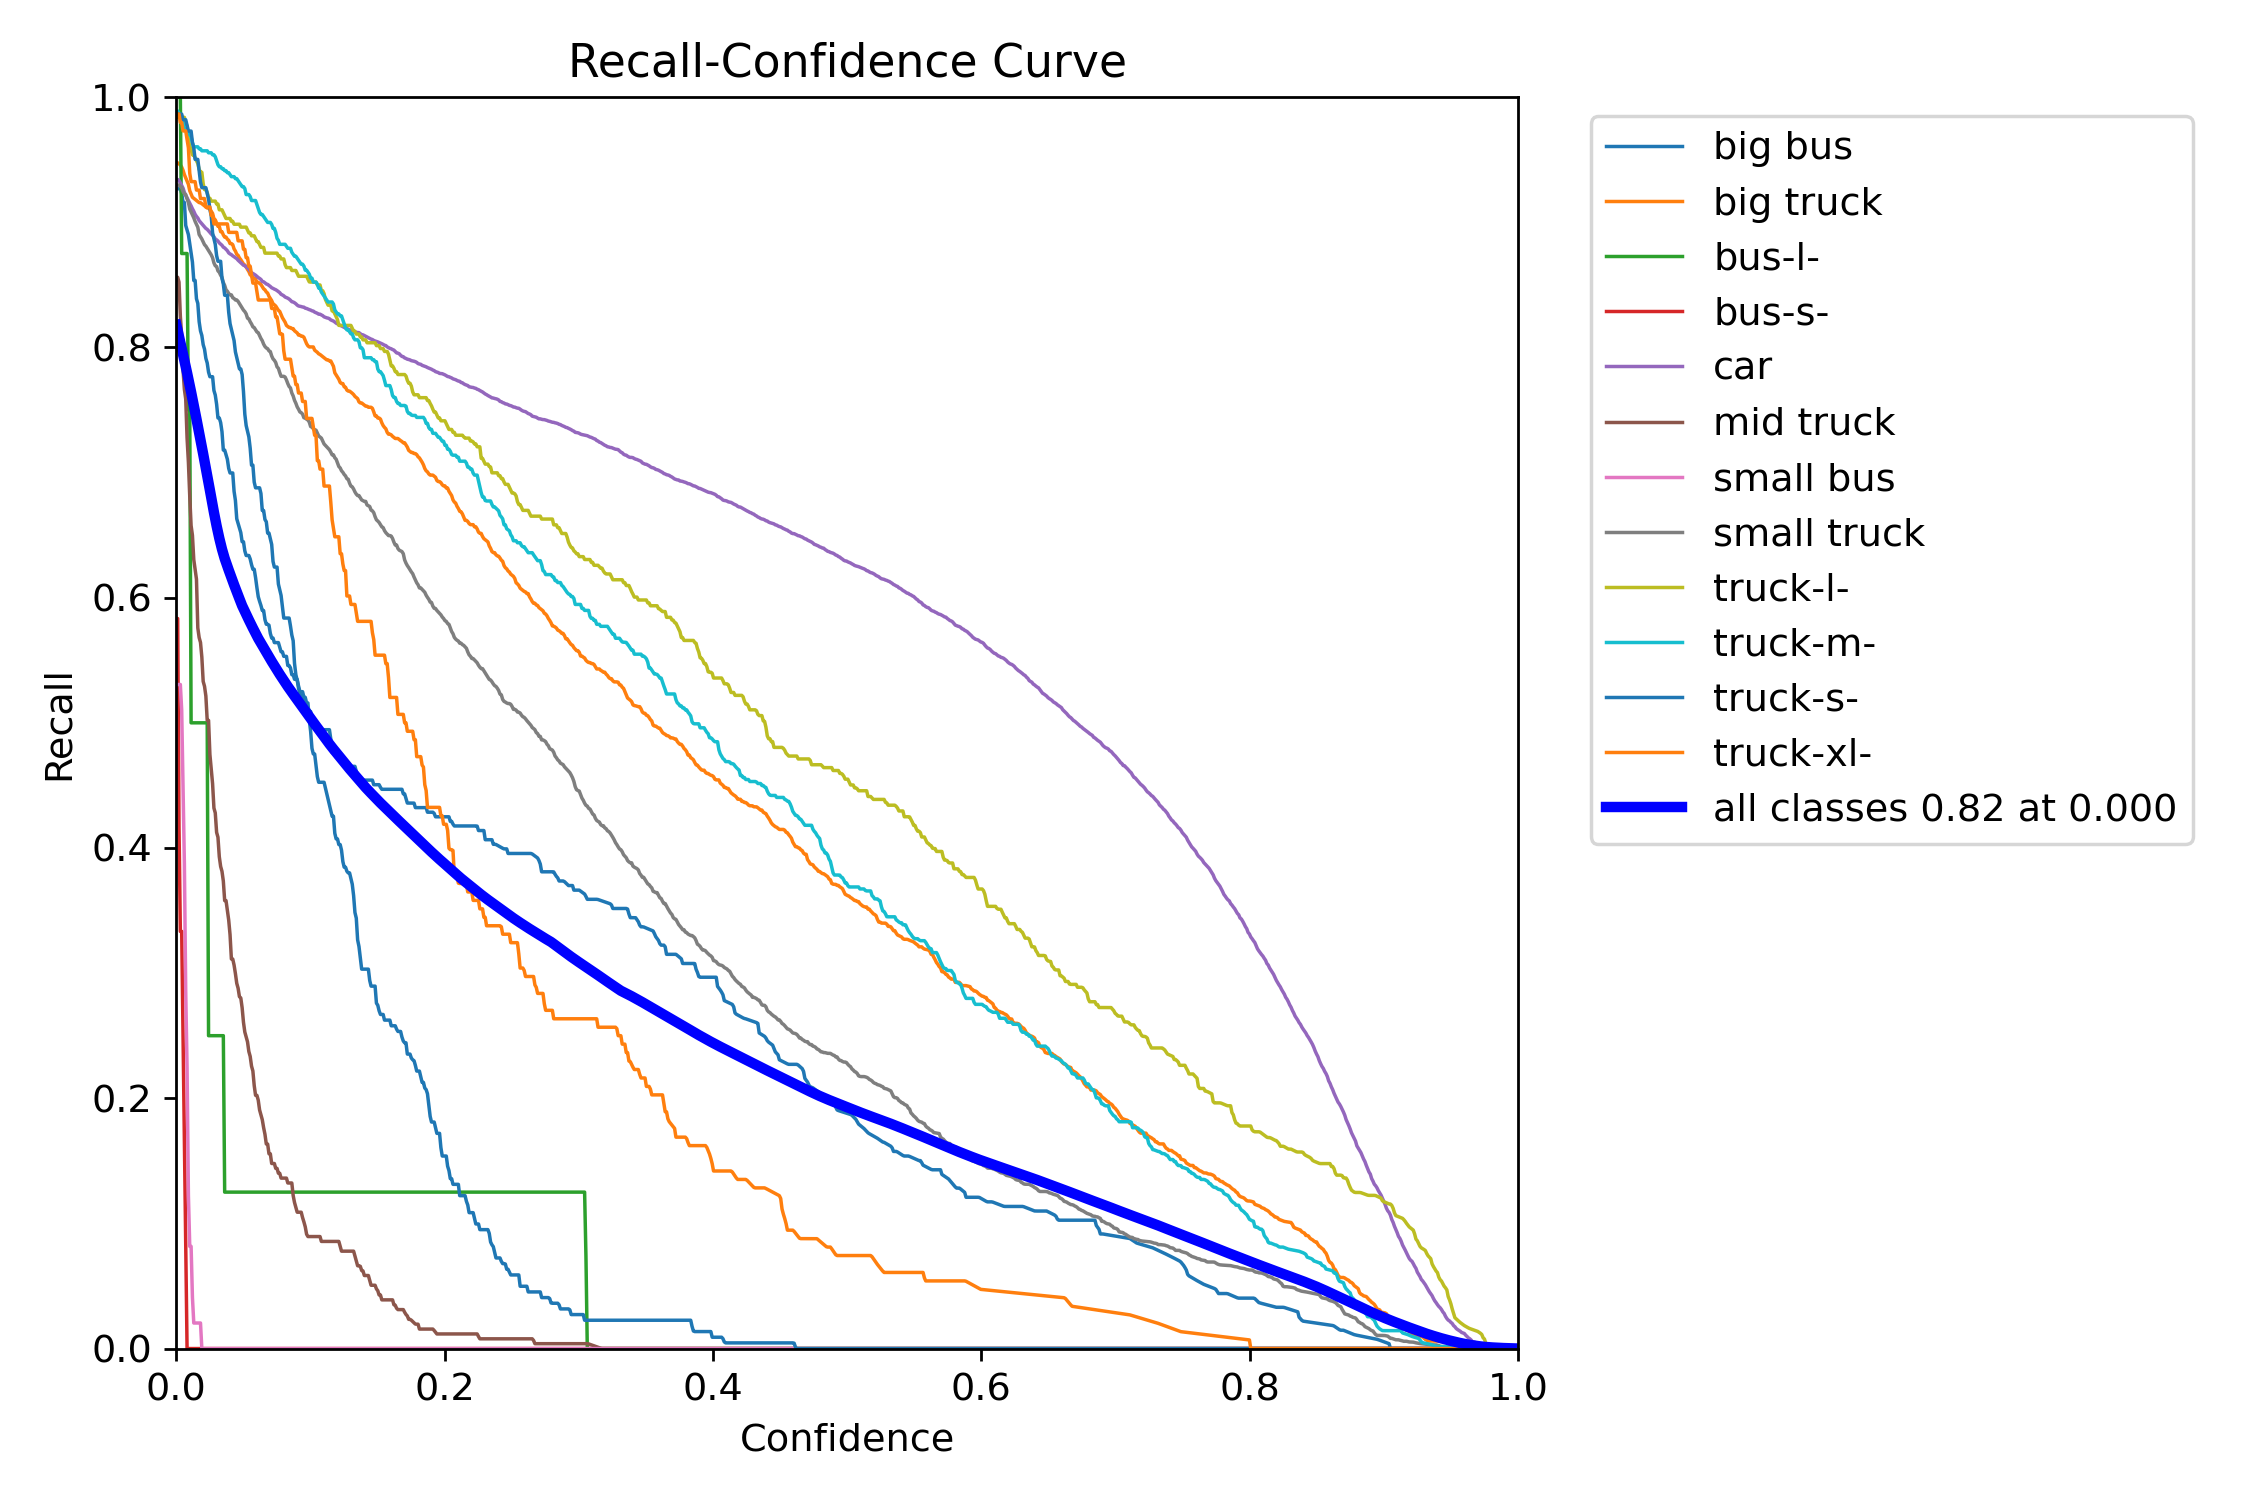 Recall-Confidence Curve
1.0
0.8
0.6
0.4
0.2
0.0
Recall
0.0 0.2 0.4 0.6 0.8 1.0
Confidence
big bus
big truck
bus-l-
bus-s-
car
mid truck
small bus
small truck
truck-l-
truck-m-
truck-s-
truck-xl-
all classes 0.82 at 0.000